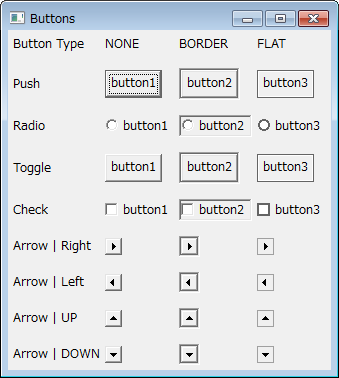 Buttons
Button Type NONE BORDER FLAT
Push button1 button2 button3
Radio button1 button2 button3
Toggle button1 button2 button3
Check button1 button2 button3
Arrow | Right
Arrow | Left
Arrow | UP
Arrow | DOWN